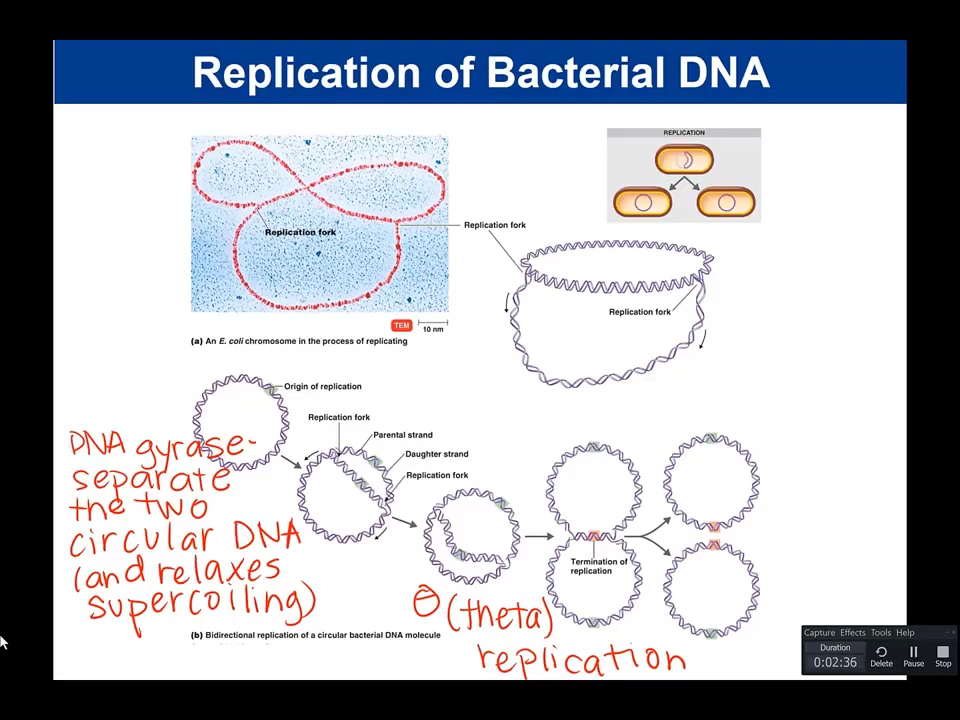 Replication of Bacterial DNA
REPLICATION
Replication fork
Replication fork
Replication fork
TEM
10 nm
(a) An E. coli chromosome in the process of replicating
Origin of replication
Replication fork
Parental strand
Daughter strand
Replication fork
DNA gyrase-
separate
the two
circular DNA
(and relaxes
supercoiling)
Termination of
replication
θ (theta)
replication
(b) Bidirectional replication of a circular bacterial DNA molecule
Capture Effects Tools Help
Duration
0:02:36
Delete Pause Stop